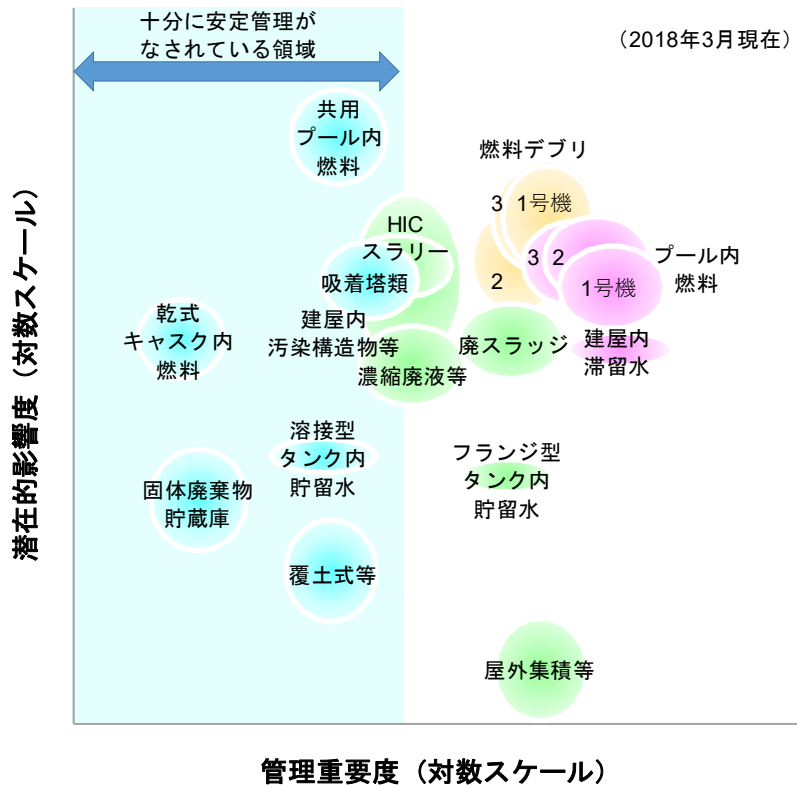 十分に安定管理が
なされている領域
（2018年3月現在）
共用
プール内
燃料
燃料デブリ
3
1号機
2
HIC
スラリー
吸着塔類
3
2
1号機
プール内
燃料
乾式
キャスク内
燃料
建屋内
汚染構造物等
濃縮廃液等
廃スラッジ
建屋内
滞留水
溶接型
タンク内
貯留水
フランジ型
タンク内
貯留水
固体廃棄物
貯蔵庫
覆土式等
屋外集積等
潜在的影響度（対数スケール）
管理重要度（対数スケール）